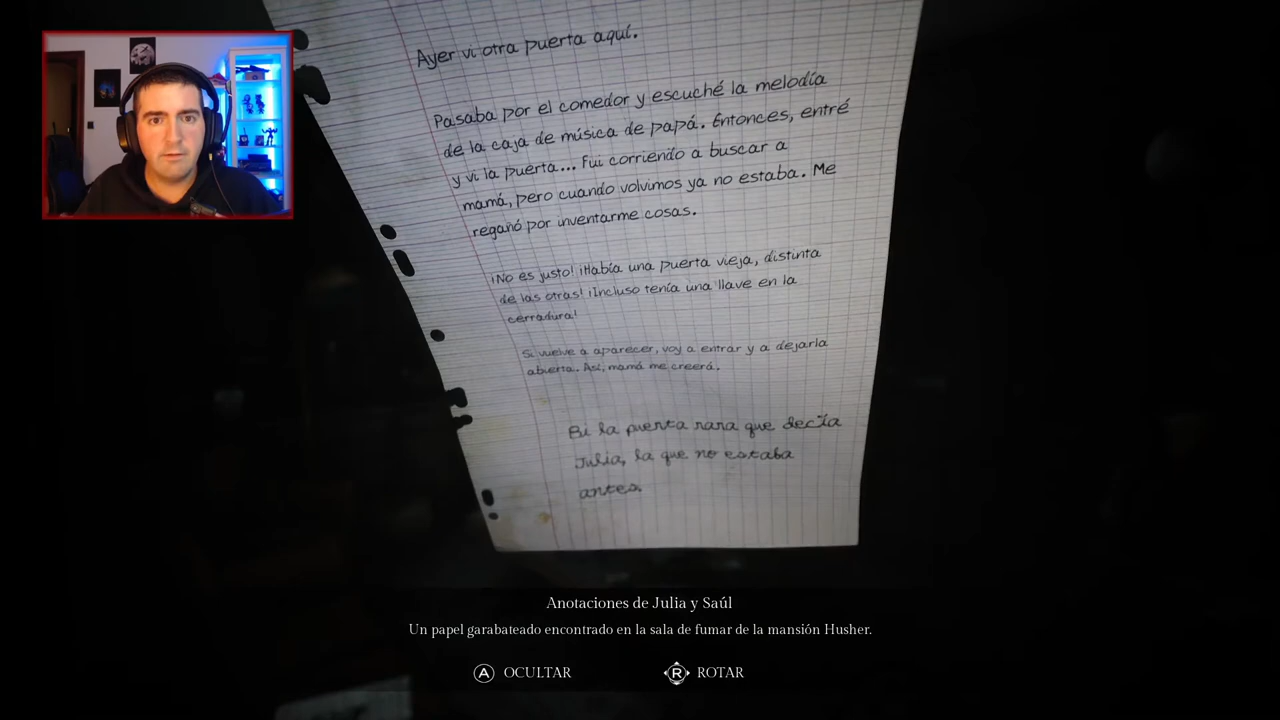 Ayer vi otra puerta aquí.
Pasaba por el comedor y escuché la melodía
de la caja de música de papá. Entonces, entré
y vi la puerta... Fui corriendo a buscar a
mamá, pero cuando volvimos ya no estaba. Me
regañó por inventarme cosas.
¡No es justo! ¡Había una puerta vieja, distinta
de las otras! ¡Incluso tenía una llave en la
cerradura!
Si vuelve a aparecer, voy a entrar y a dejarla
abierta. Así, mamá me creerá.
Bi la puerta rara que decía
Julia, la que no estaba
antes.
Anotaciones de Julia y Saúl
Un papel garabateado encontrado en la sala de fumar de la mansión Husher.
A OCULTAR R ROTAR